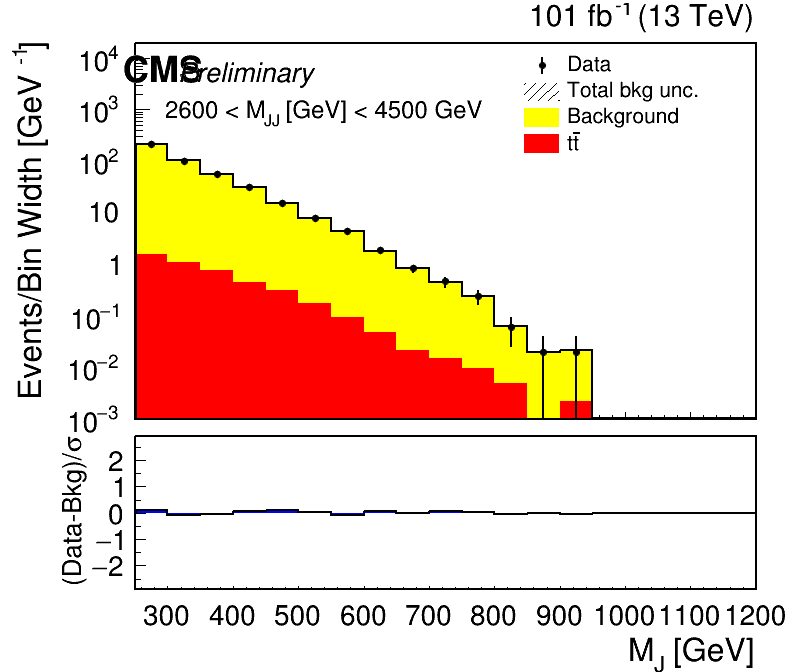 101 fb⁻¹ (13 TeV)
CMS Preliminary
2600 < M_JJ [GeV] < 4500 GeV
Data
Total bkg unc.
Background
tt̄
Events/Bin Width [GeV⁻¹]
10⁴
10³
10²
10
1
10⁻¹
10⁻²
10⁻³
(Data-Bkg)/σ
2
1
0
−1
−2
300 400 500 600 700 800 900 1000 1100 1200
M_J [GeV]